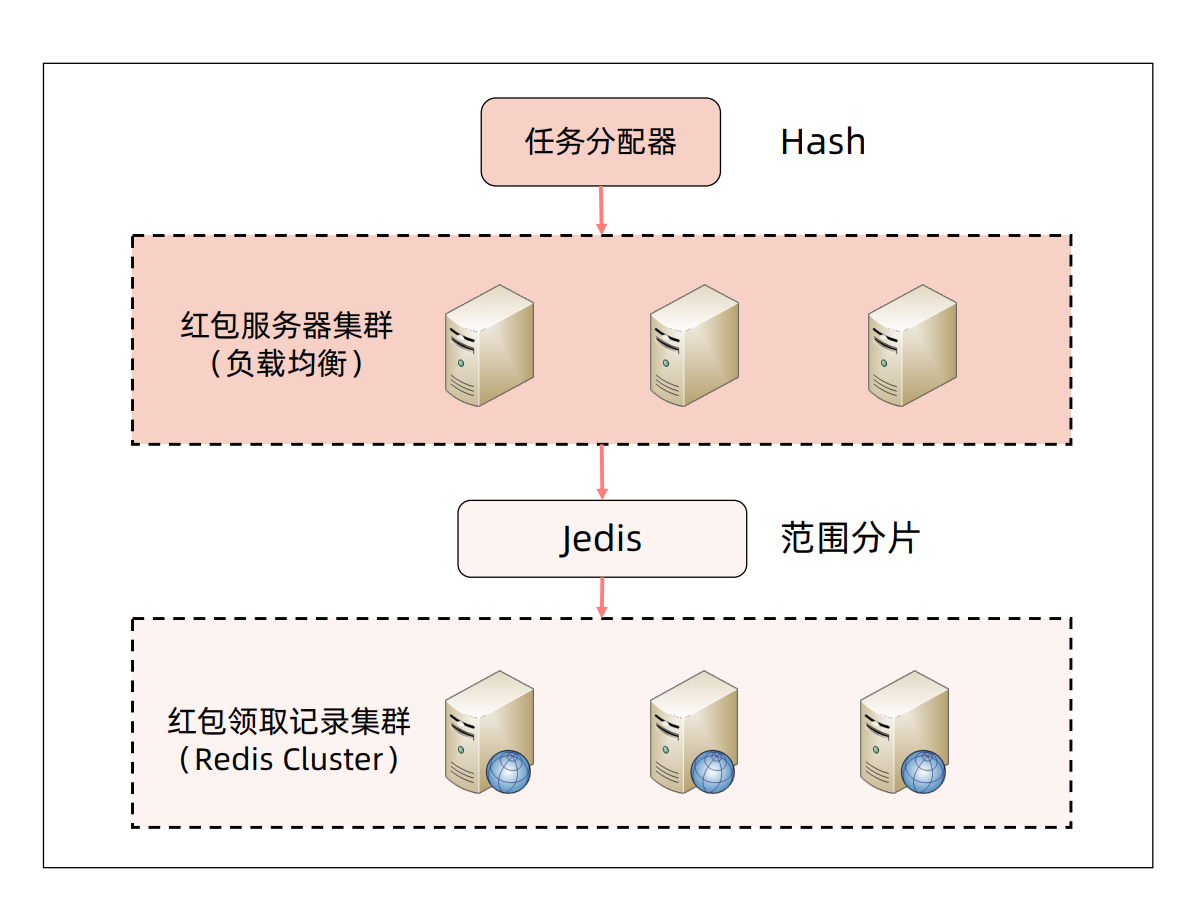 任务分配器
Hash
红包服务器集群
（负载均衡）
Jedis
范围分片
红包领取记录集群
（Redis Cluster）